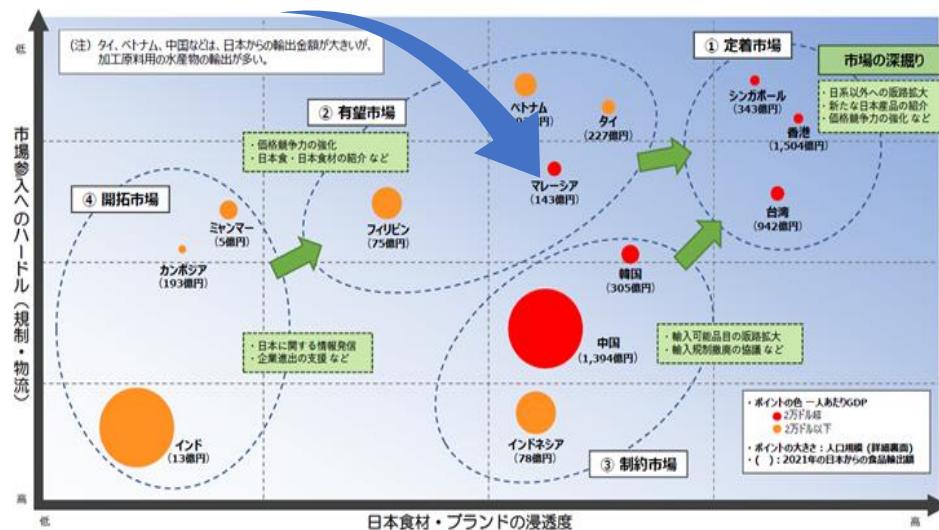 低
(注)タイ、ベトナム、中国などは、日本からの輸出金額が大きいが、
加工原料用の水産物の輸出が多い。
① 定着市場
市場の深掘り
・日系以外への販路拡大
・新たな日本産品の紹介
・価格競争力の強化 など
シンガポール
(343億円)
香港
(1,504億円)
台湾
(942億円)
② 有望市場
・価格競争力の強化
・日本食・日本食材の紹介 など
ベトナム
タイ
(227億円)
マレーシア
(143億円)
フィリピン
(75億円)
④ 開拓市場
ミャンマー
(5億円)
カンボジア
(193億円)
・日本に関する情報発信
・企業進出の支援 など
インド
(13億円)
韓国
(305億円)
中国
(1,394億円)
・輸入可能品目の販路拡大
・輸入規制撤廃の協議 など
インドネシア
(78億円)
③ 制約市場
・ポイントの色 一人あたりGDP
2万ドル超
2万ドル以下
・ポイントの大きさ:人口規模(詳細裏面)
・( ):2021年の日本からの食品輸出額
市場参入へのハードル(規制・物流)
高
低
日本食材・ブランドの浸透度
高